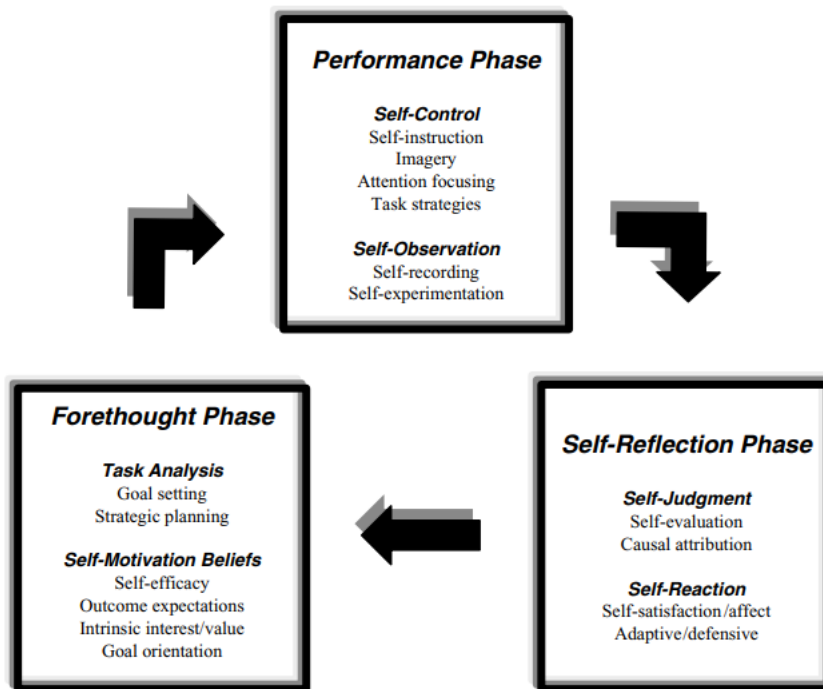 Performance Phase
Self-Control
Self-instruction
Imagery
Attention focusing
Task strategies
Self-Observation
Self-recording
Self-experimentation
Forethought Phase
Task Analysis
Goal setting
Strategic planning
Self-Motivation Beliefs
Self-efficacy
Outcome expectations
Intrinsic interest/value
Goal orientation
Self-Reflection Phase
Self-Judgment
Self-evaluation
Causal attribution
Self-Reaction
Self-satisfaction/affect
Adaptive/defensive